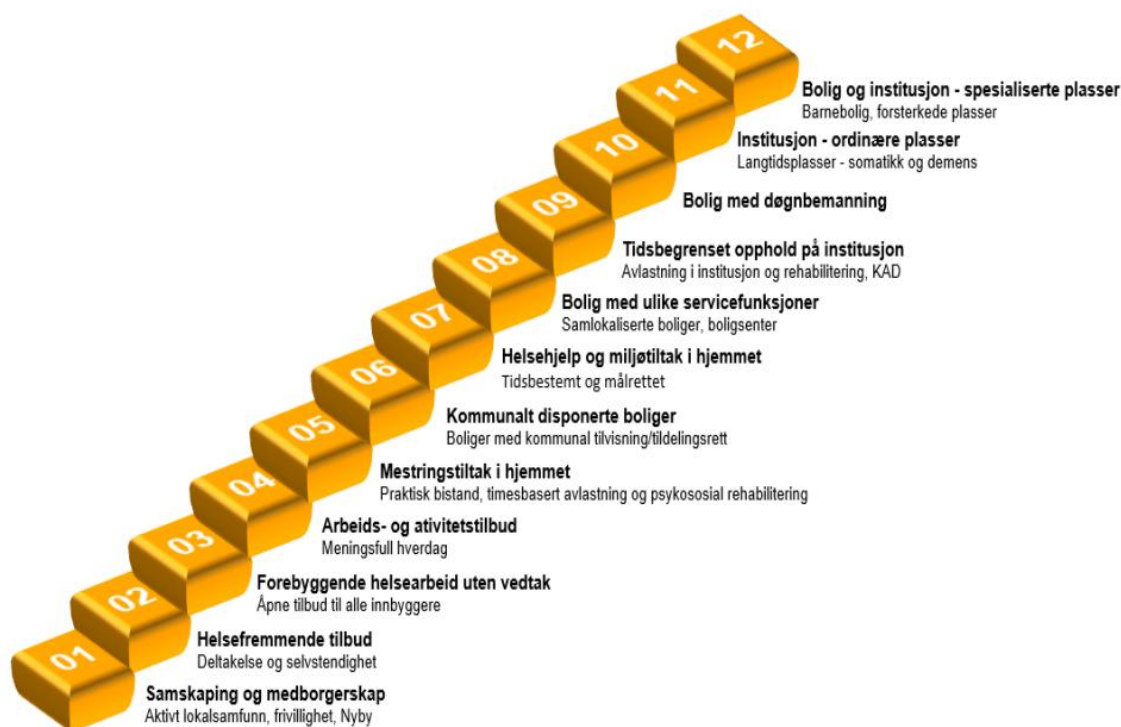 12
Bolig og institusjon - spesialiserte plasser
Barnebolig, forsterkede plasser
11
Institusjon - ordinære plasser
Langtidsplasser - somatikk og demens
10
Bolig med døgnbemanning
09
Tidsbegrenset opphold på institusjon
Avlastning i institusjon og rehabilitering, KAD
08
Bolig med ulike servicefunksjoner
Samlokaliserte boliger, boligsenter
07
Helsehjelp og miljøtiltak i hjemmet
Tidsbestemt og målrettet
06
Kommunalt disponerte boliger
Boliger med kommunal tilvisning/tildelingsrett
05
Mestringstiltak i hjemmet
Praktisk bistand, timesbasert avlastning og psykososial rehabilitering
04
Arbeids- og ativitetstilbud
Meningsfull hverdag
03
Forebyggende helsearbeid uten vedtak
Åpne tilbud til alle innbyggere
02
Helsefremmende tilbud
Deltakelse og selvstendighet
01
Samskaping og medborgerskap
Aktivt lokalsamfunn, frivillighet, Nyby